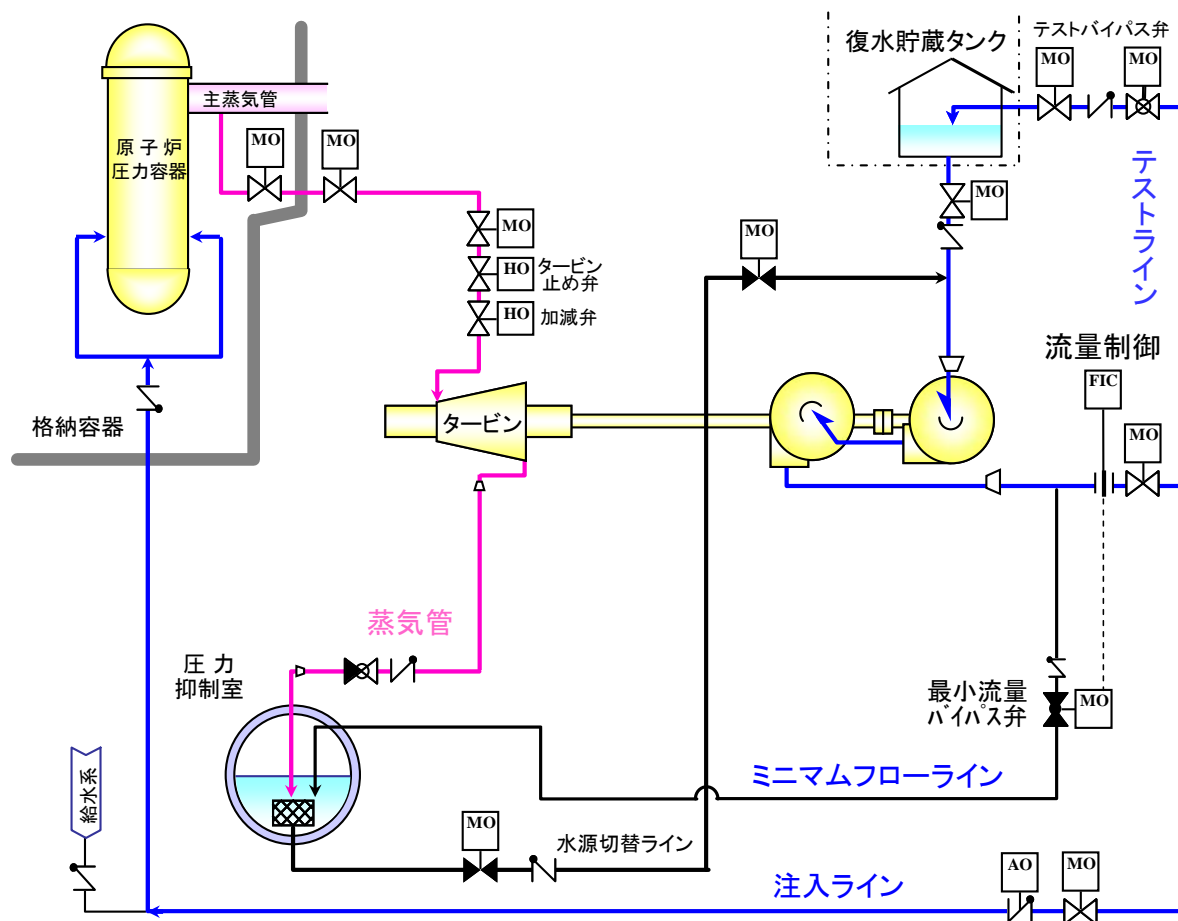 復水貯蔵タンク
テストバイパス弁
MO
MO
主蒸気管
原子炉
圧力容器
MO
MO
MO
テストライン
MO
MO
HO
タービン
止め弁
HO
加減弁
流量制御
FIC
MO
格納容器
タービン
蒸気管
圧力
抑制室
最小流量
バイパス弁
MO
ミニマムフローライン
給水系
MO
水源切替ライン
注入ライン
AO
MO